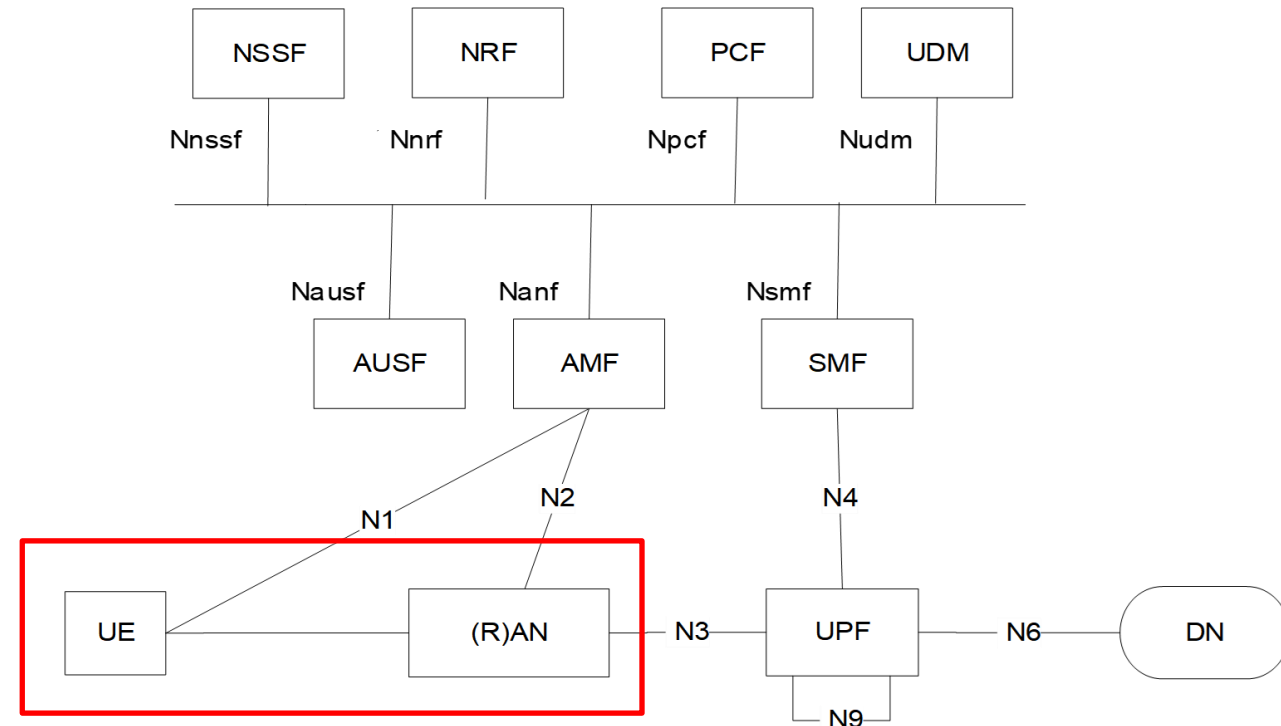 NSSF NRF PCF UDM
Nnssf Nnrf Npcf Nudm
Nausf Nanf Nsmf
AUSF AMF SMF
N2 N4
N1
UE (R)AN N3 UPF N6 DN
N9